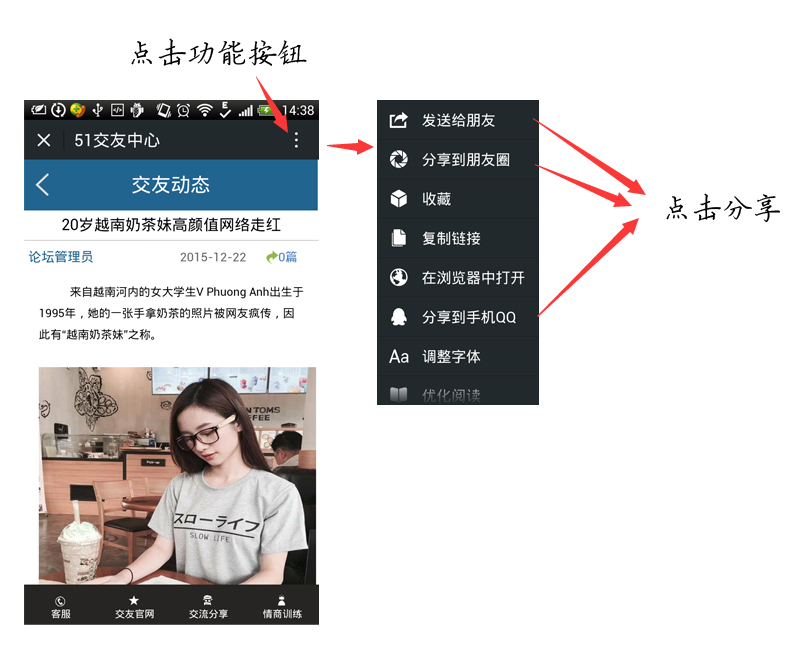 点击功能按钮
14:38
51交友中心
交友动态
20岁越南奶茶妹高颜值网络走红
论坛管理员 2015-12-22 0篇
来自越南河内的女大学生V Phuong Anh出生于
1995年，她的一张手拿奶茶的照片被网友疯传，因
此有“越南奶茶妹”之称。
TOMS
スローライフ
SLOW LIFE
客服 交友官网 交流分享 情商训练
发送给朋友
分享到朋友圈
收藏
复制链接
在浏览器中打开
分享到手机QQ
Aa 调整字体
优化阅读
点击分享